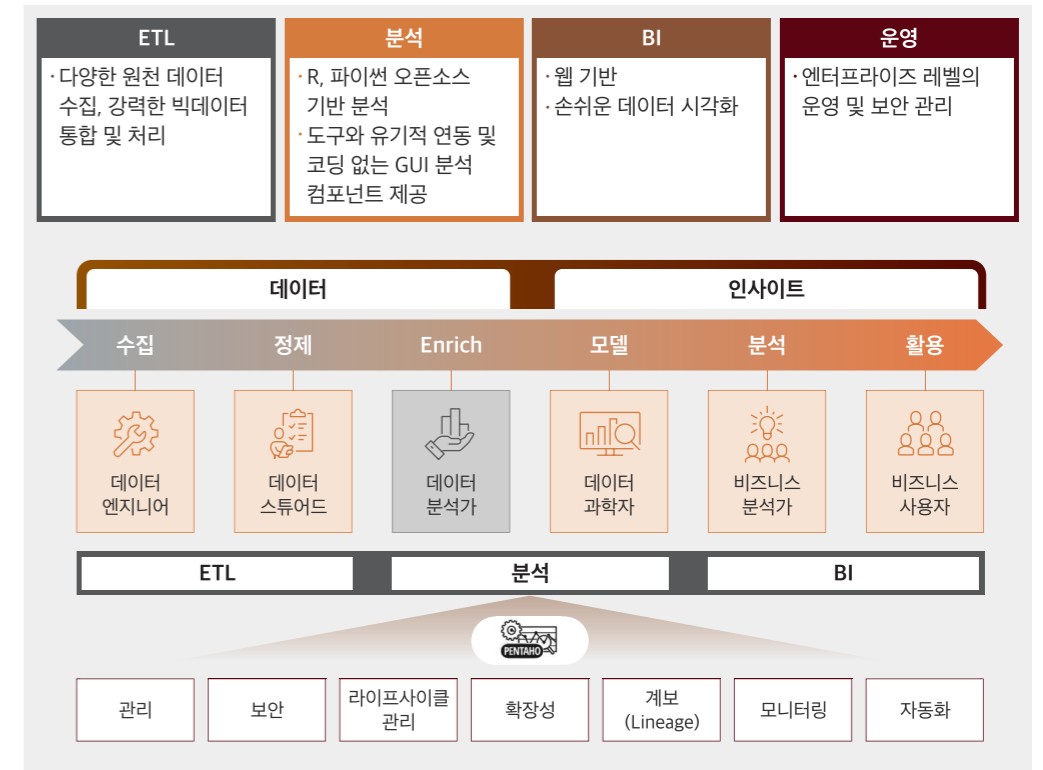 ETL
· 다양한 원천 데이터
수집, 강력한 빅데이터
통합 및 처리
분석
· R, 파이썬 오픈소스
기반 분석
· 도구와 유기적 연동 및
코딩 없는 GUI 분석
컴포넌트 제공
BI
· 웹 기반
· 손쉬운 데이터 시각화
운영
· 엔터프라이즈 레벨의
운영 및 보안 관리
데이터
인사이트
수집
정제
Enrich
모델
분석
활용
데이터
엔지니어
데이터
스튜어드
데이터
분석가
데이터
과학자
비즈니스
분석가
비즈니스
사용자
ETL
분석
BI
PENTAHO
관리
보안
라이프사이클
관리
확장성
계보
(Lineage)
모니터링
자동화